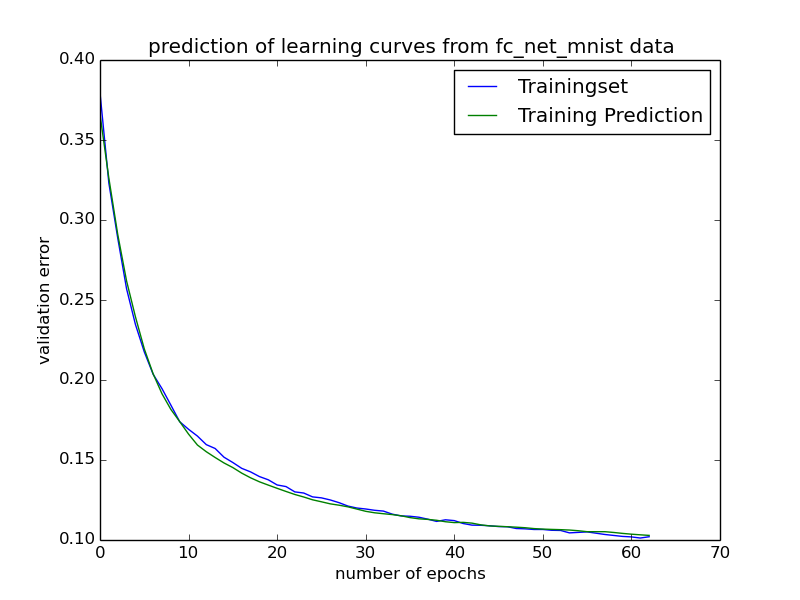 prediction of learning curves from fc_net_mnist data
Trainingset
Training Prediction
0.40
0.35
0.30
0.25
0.20
0.15
0.10
validation error
0 10 20 30 40 50 60 70
number of epochs